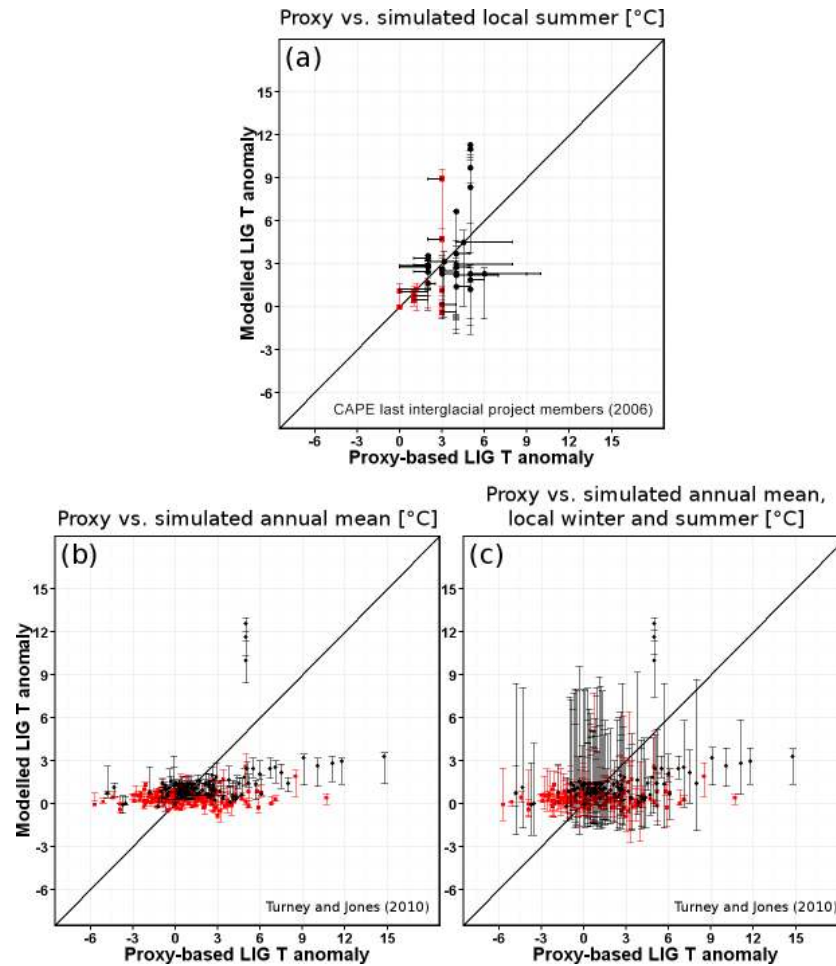 Proxy vs. simulated local summer [°C]
(a)
Modelled LIG T anomaly
15
12
9
6
3
0
-3
-6
CAPE last interglacial project members (2006)
-6 -3 0 3 6 9 12 15
Proxy-based LIG T anomaly
Proxy vs. simulated annual mean [°C]
(b)
Modelled LIG T anomaly
15
12
9
6
3
0
-3
-6
Turney and Jones (2010)
-6 -3 0 3 6 9 12 15
Proxy-based LIG T anomaly
Proxy vs. simulated annual mean,
local winter and summer [°C]
(c)
15
12
9
6
3
0
-3
-6
Turney and Jones (2010)
-6 -3 0 3 6 9 12 15
Proxy-based LIG T anomaly